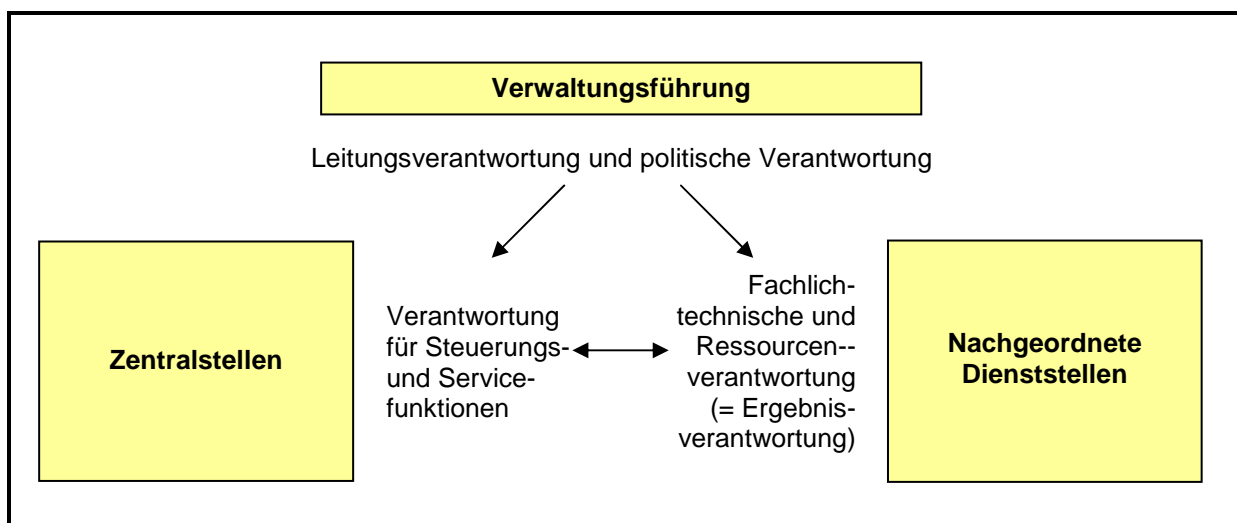 Verwaltungsführung
Leitungsverantwortung und politische Verantwortung
Zentralstellen
Verantwortung
für Steuerungs-
und Service-
funktionen
Fachlich-
technische und
Ressourcen--
verantwortung
(= Ergebnis-
verantwortung)
Nachgeordnete
Dienststellen